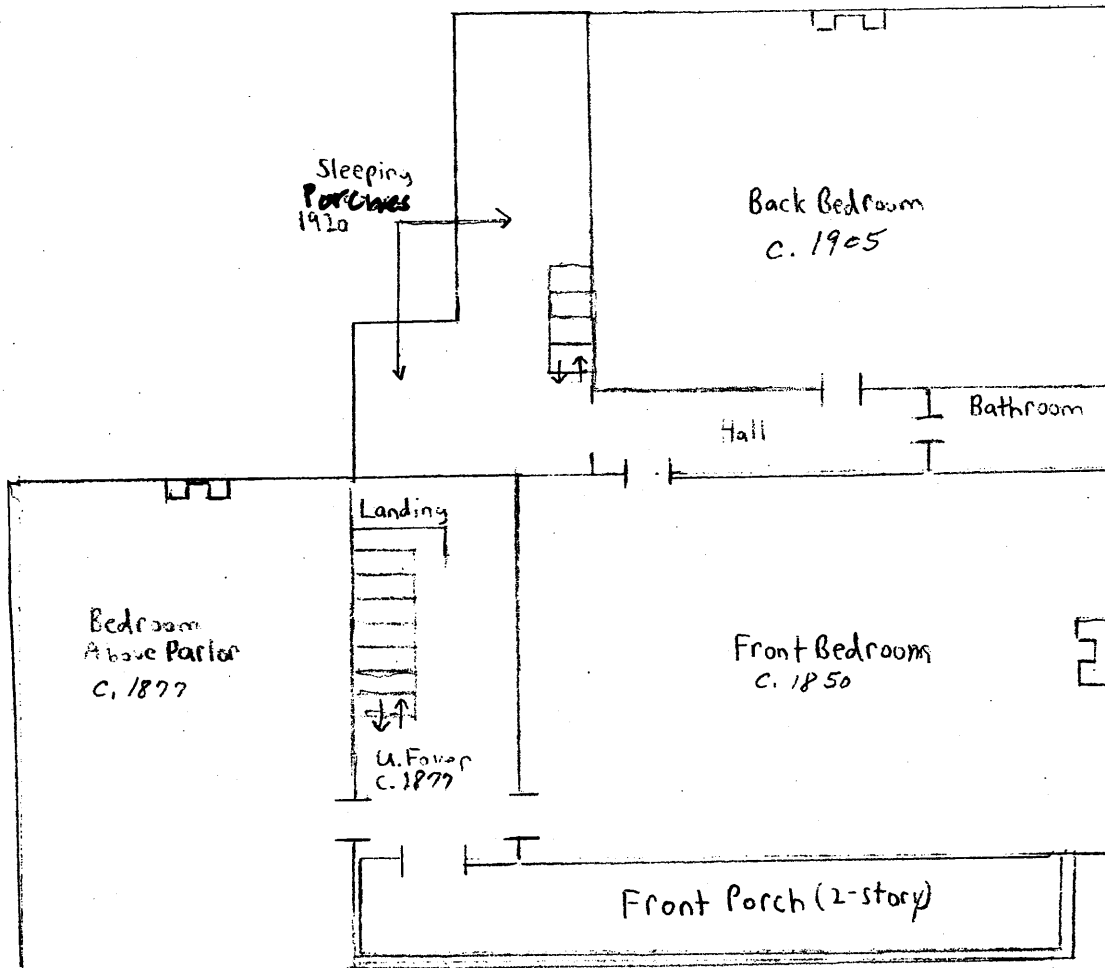 Sleeping
Porches
1920
Back Bedroom
c. 1905
Hall
Bathroom
Landing
Bedroom
Above Parlor
c. 1877
Front Bedroom
c. 1850
U. Foyer
c. 1877
Front Porch (2-story)